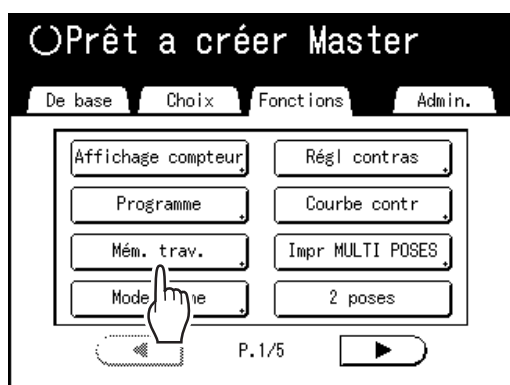 Prêt a créer Master
De base Choix Fonctions Admin.
Affichage compteur Régl contras
Programme Courbe contr
Mém. trav. Impr MULTI POSES
Mode 2 poses
P.1/5